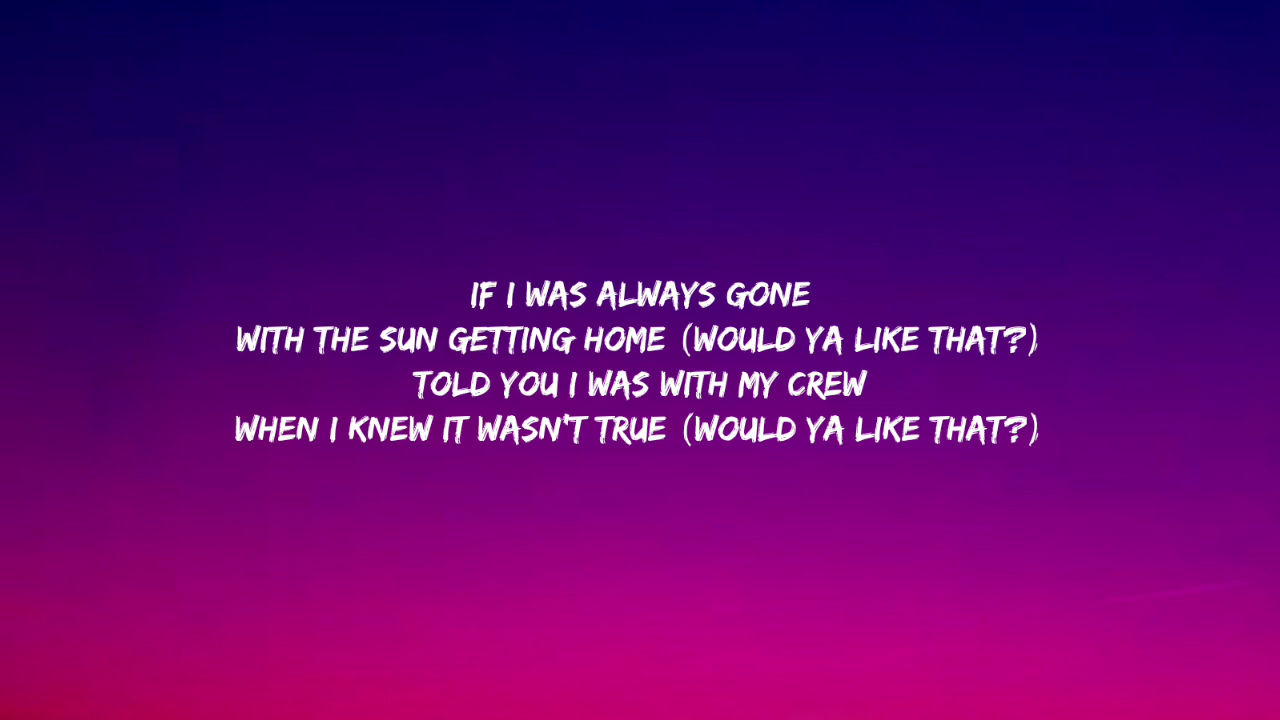 IF I WAS ALWAYS GONE
WITH THE SUN GETTING HOME (WOULD YA LIKE THAT?)
TOLD YOU I WAS WITH MY CREW
WHEN I KNEW IT WASN'T TRUE (WOULD YA LIKE THAT?)